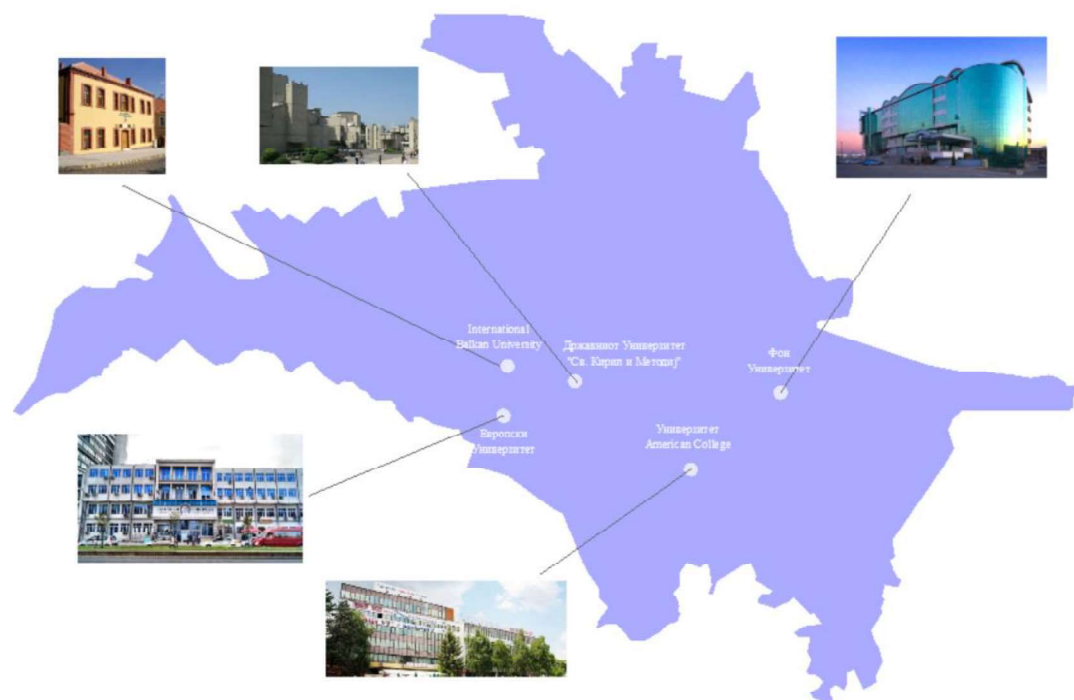 International
Balkan University
Државниот Универзитет
"Св. Кирил и Методиј"
Фон
Универзитет
Европски
Универзитет
Универзитет
American College